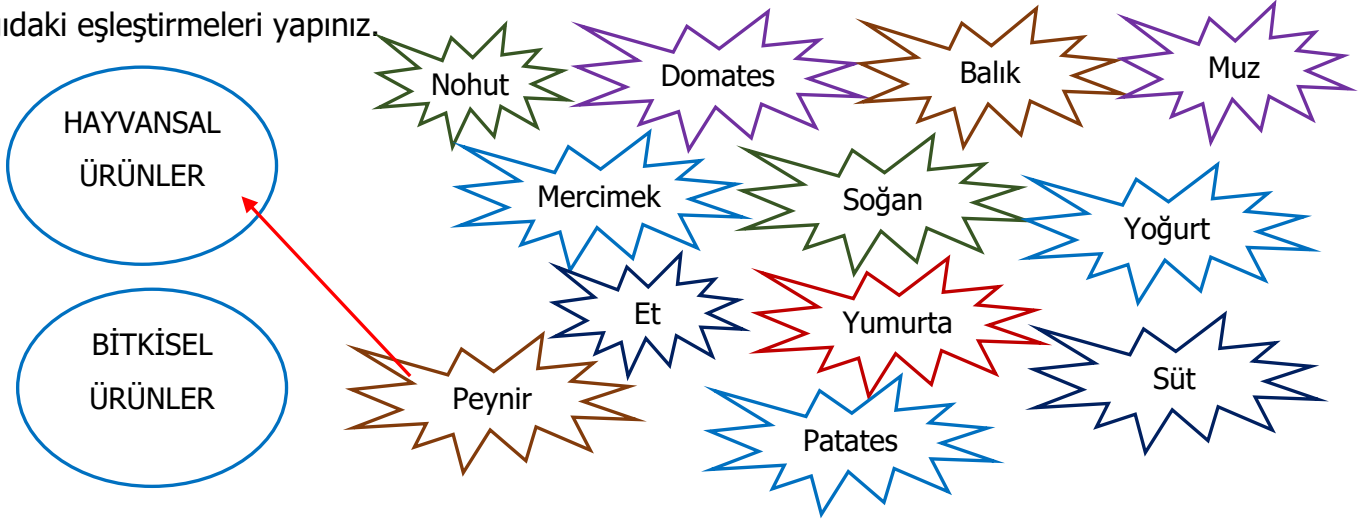 eşleştirmeleri yapınız.
HAYVANSAL
ÜRÜNLER
BİTKİSEL
ÜRÜNLER
Nohut
Domates
Balık
Muz
Mercimek
Soğan
Yoğurt
Et
Yumurta
Süt
Peynir
Patates